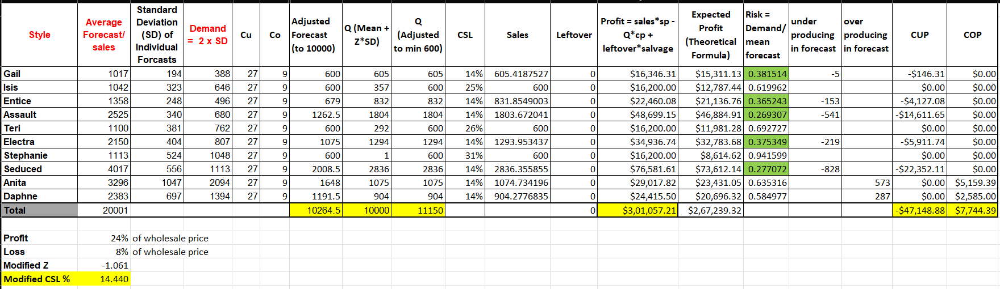 Style | Average Forecast/ sales | Standard Deviation (SD) of Individual Forcasts | Demand = 2 x SD | Cu | Co | Adjusted Forecast (to 10000) | Q (Mean + Z*SD) | Q (Adjusted to min 600) | CSL | Sales | Leftover | Profit = sales*sp - Q*cp + leftover*salvage | Expected Profit (Theoretical Formula) | Risk = Demand/ mean forecast | under producing in forecast | over producing in forecast | CUP | COP
Gail | 1017 | 194 | 388 | 27 | 9 | 600 | 605 | 605 | 14% | 605.4187527 | 0 | $16,346.31 | $15,311.13 | 0.381514 | -5 | | -$146.31 | $0.00
Isis | 1042 | 323 | 646 | 27 | 9 | 600 | 357 | 600 | 25% | 600 | 0 | $16,200.00 | $12,787.44 | 0.619962 | | | $0.00 | $0.00
Entice | 1358 | 248 | 496 | 27 | 9 | 679 | 832 | 832 | 14% | 831.8549003 | 0 | $22,460.08 | $21,136.76 | 0.365243 | -153 | | -$4,127.08 | $0.00
Assault | 2525 | 340 | 680 | 27 | 9 | 1262.5 | 1804 | 1804 | 14% | 1803.672041 | 0 | $48,699.15 | $46,884.91 | 0.269307 | -541 | | -$14,611.65 | $0.00
Teri | 1100 | 381 | 762 | 27 | 9 | 600 | 292 | 600 | 26% | 600 | 0 | $16,200.00 | $11,981.28 | 0.692727 | | | $0.00 | $0.00
Electra | 2150 | 404 | 807 | 27 | 9 | 1075 | 1294 | 1294 | 14% | 1293.953437 | 0 | $34,936.74 | $32,783.68 | 0.375349 | -219 | | -$5,911.74 | $0.00
Stephanie | 1113 | 524 | 1048 | 27 | 9 | 600 | 1 | 600 | 31% | 600 | 0 | $16,200.00 | $8,614.62 | 0.941599 | | | $0.00 | $0.00
Seduced | 4017 | 556 | 1113 | 27 | 9 | 2008.5 | 2836 | 2836 | 14% | 2836.355855 | 0 | $76,581.61 | $73,612.14 | 0.277072 | -828 | | -$22,352.11 | $0.00
Anita | 3296 | 1047 | 2094 | 27 | 9 | 1648 | 1075 | 1075 | 14% | 1074.734196 | 0 | $29,017.82 | $23,431.05 | 0.635316 | | 573 | $0.00 | $5,159.39
Daphne | 2383 | 697 | 1394 | 27 | 9 | 1191.5 | 904 | 904 | 14% | 904.2776835 | 0 | $24,415.50 | $20,696.32 | 0.584977 | | 287 | $0.00 | $2,585.00
Total | 20001 | | | | | 10264.5 | 10000 | 11150 | | | 0 | $3,01,057.21 | $2,67,239.32 | | | | -$47,148.88 | $7,744.39
Profit 24% of wholesale price
Loss 8% of wholesale price
Modified Z -1.061
Modified CSL % 14.440